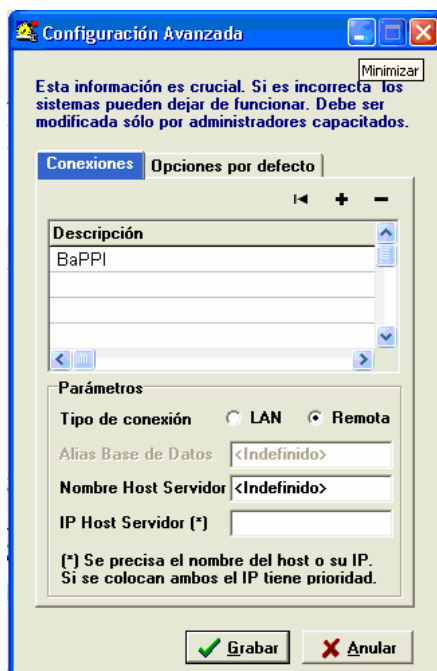 Configuración Avanzada
Minimizar
Esta información es crucial. Si es incorrecta los
sistemas pueden dejar de funcionar. Debe ser
modificada sólo por administradores capacitados.
Conexiones
Opciones por defecto
Descripción
BaPPI
Parámetros
Tipo de conexión LAN Remota
Alias Base de Datos <Indefinido>
Nombre Host Servidor <Indefinido>
IP Host Servidor (*)
(*) Se precisa el nombre del host o su IP.
Si se colocan ambos el IP tiene prioridad.
Grabar Anular